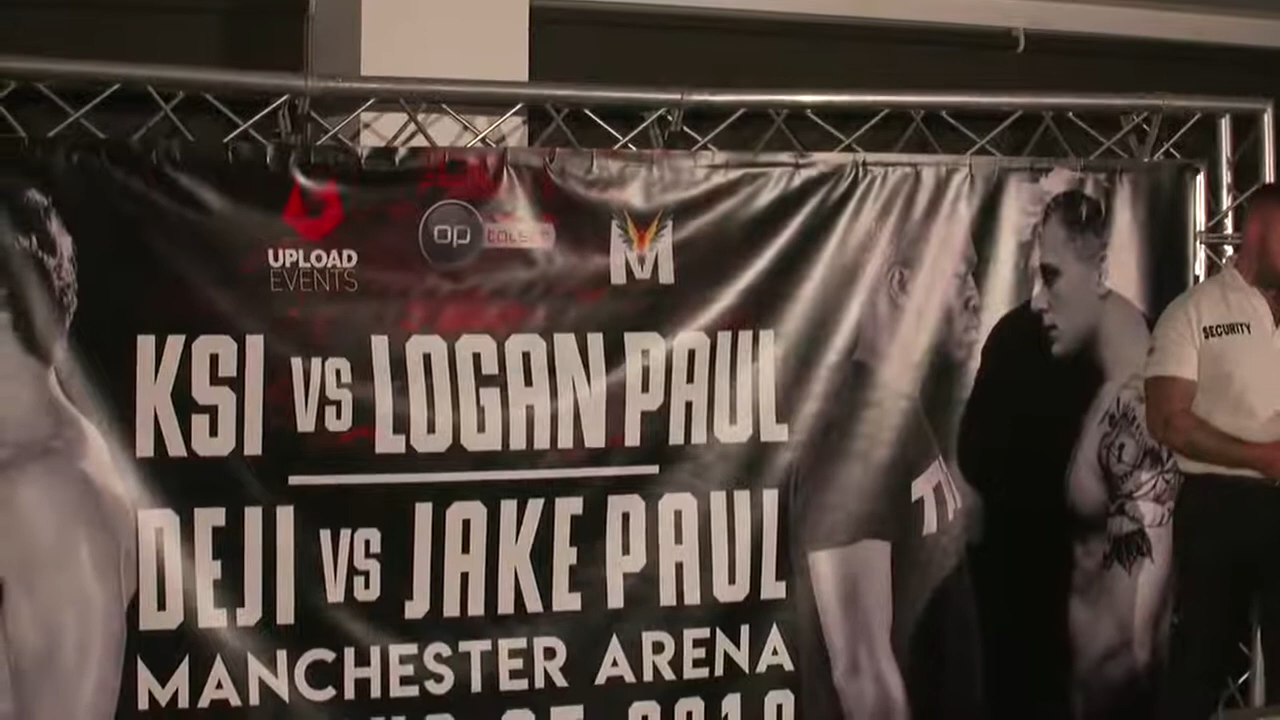 UPLOAD
EVENTS
op
M
KSI VS LOGAN PAUL
DEJI VS JAKE PAUL
MANCHESTER ARENA
SECURITY